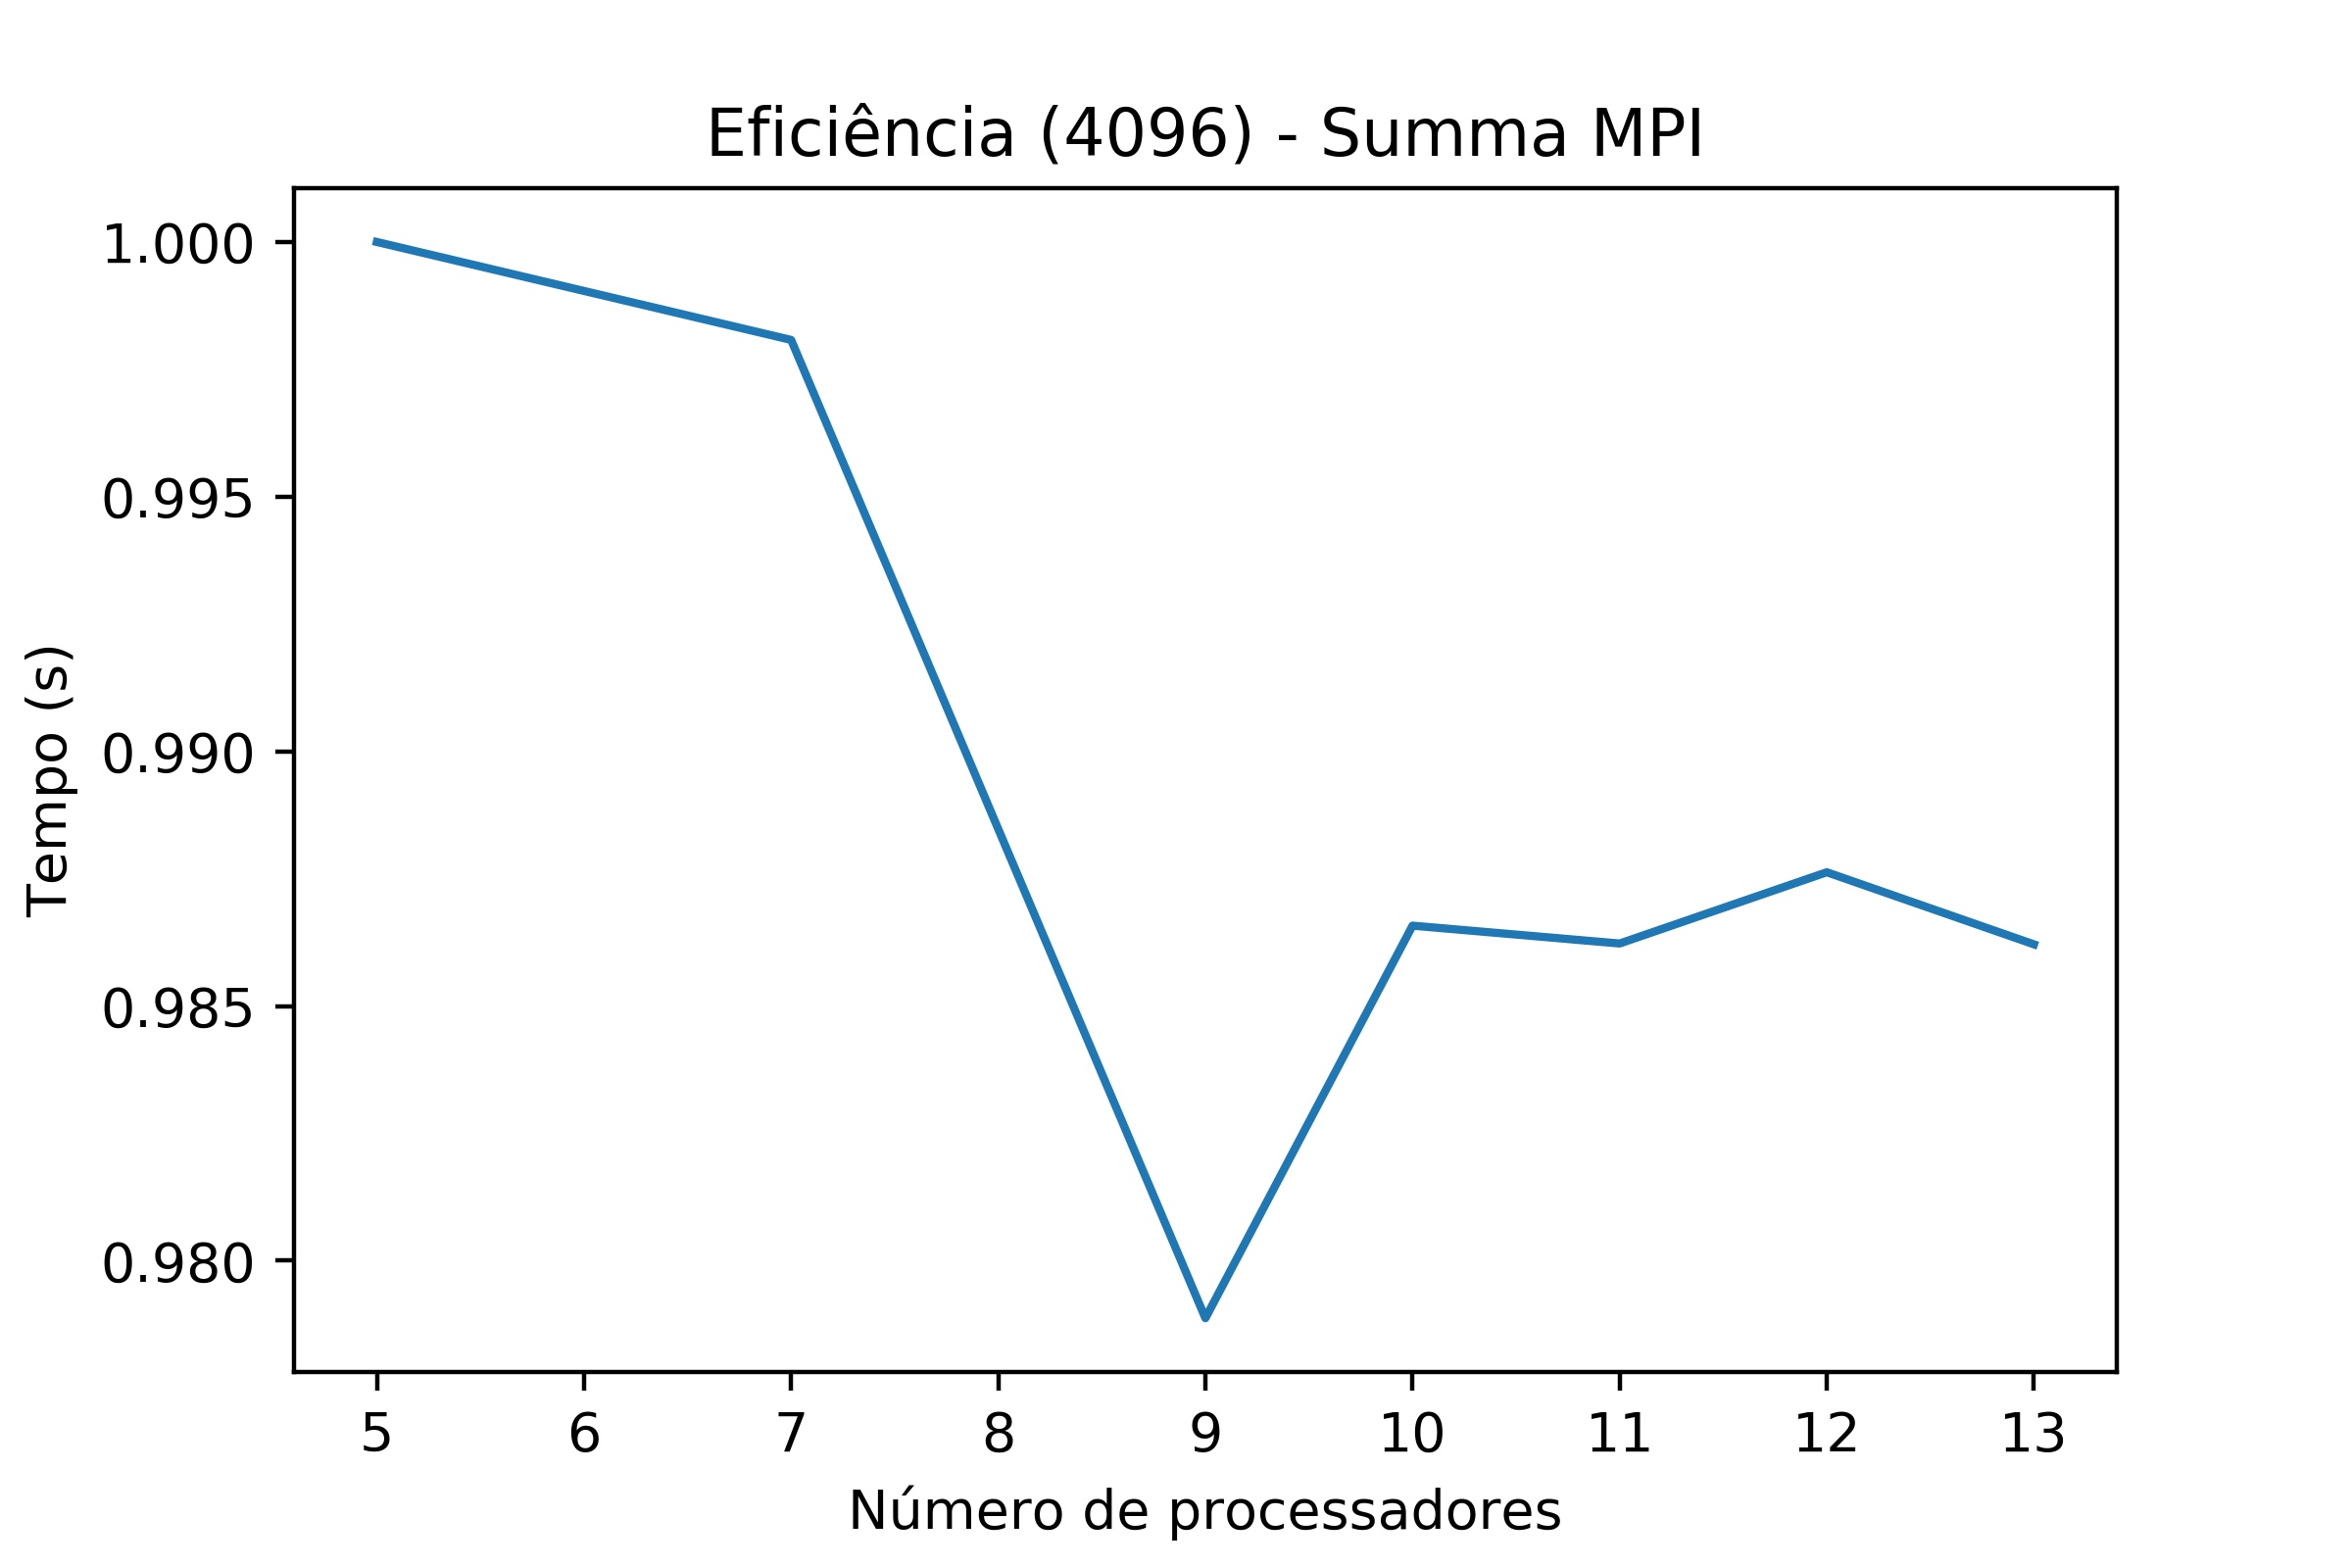 Eficiência (4096) - Summa MPI
1.000
0.995
0.990
0.985
0.980
Tempo (s)
5 6 7 8 9 10 11 12 13
Número de processadores